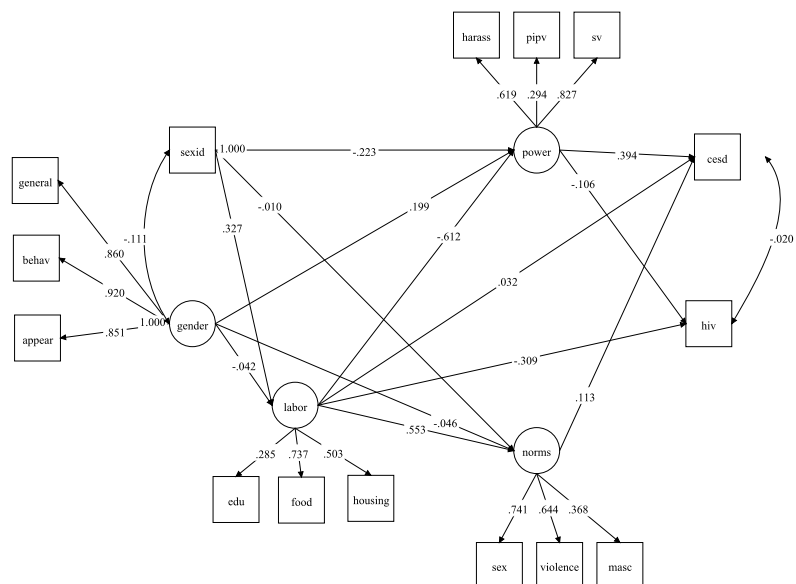 harass
pipv
sv
.619
.294
.827
sexid
1.000
-.223
power
.394
cesd
general
-.106
-.010
.199
-.111
.327
-.612
-.020
.860
behav
.032
.920
1.000
gender
hiv
appear
.851
-.309
-.042
.113
labor
-.046
.553
norms
.285
.737
.503
edu
food
housing
.741
.644
.368
sex
violence
masc